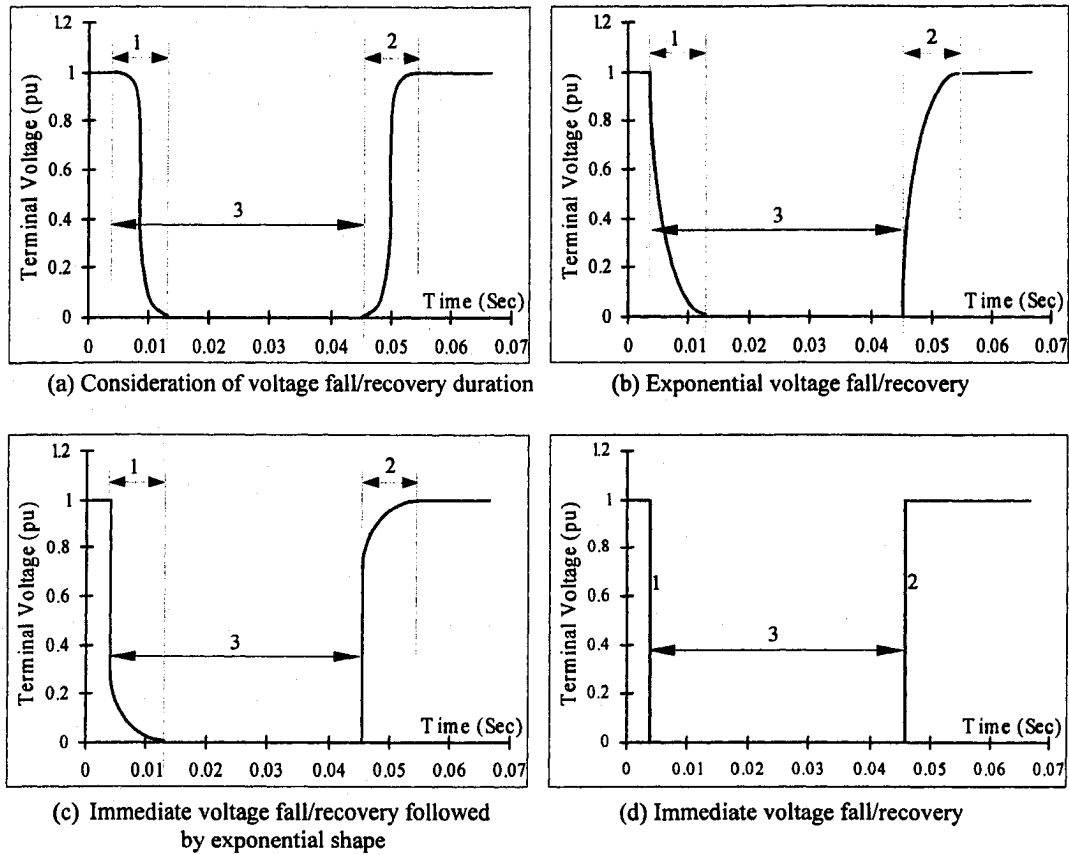 1.2
1
0.8
0.6
0.4
0.2
0
Terminal Voltage (pu)
1
2
3
Time (Sec)
0 0.01 0.02 0.03 0.04 0.05 0.06 0.07
(a) Consideration of voltage fall/recovery duration
1.2
1
0.8
0.6
0.4
0.2
0
Terminal Voltage (pu)
1
2
3
Time (Sec)
0 0.01 0.02 0.03 0.04 0.05 0.06 0.07
(b) Exponential voltage fall/recovery
1.2
1
0.8
0.6
0.4
0.2
0
Terminal Voltage (pu)
1
2
3
Time (Sec)
0 0.01 0.02 0.03 0.04 0.05 0.06 0.07
(c) Immediate voltage fall/recovery followed
by exponential shape
1.2
1
0.8
0.6
0.4
0.2
0
Terminal Voltage (pu)
1
2
3
Time (Sec)
0 0.01 0.02 0.03 0.04 0.05 0.06 0.07
(d) Immediate voltage fall/recovery